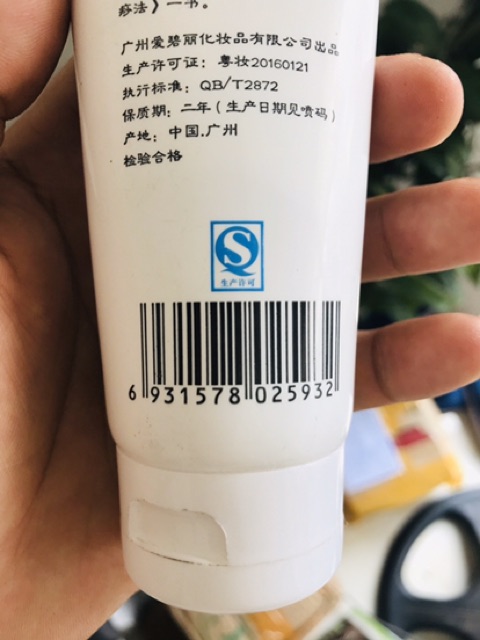 痧法》一书。
广州爱碧丽化妆品有限公司出品
生产许可证：粤妆20160121
执行标准：QB/T2872
保质期：二年（生产日期见喷码）
产地：中国.广州
检验合格
生产许可
6 931578 025932